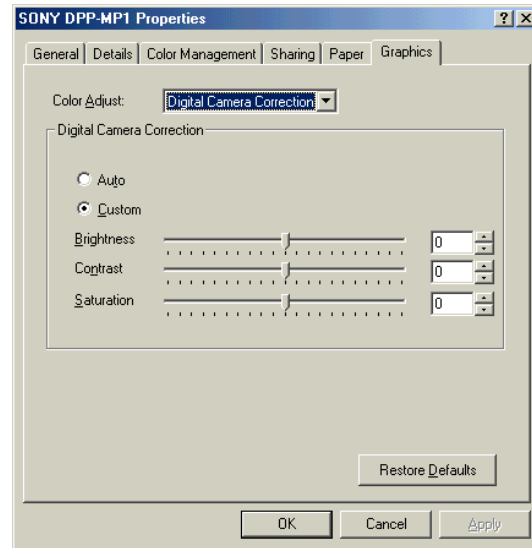 SONY DPP-MP1 Properties
General Details Color Management Sharing Paper Graphics
Color Adjust: Digital Camera Correction
Digital Camera Correction
Auto
Custom
Brightness 0
Contrast 0
Saturation 0
Restore Defaults
OK Cancel Apply